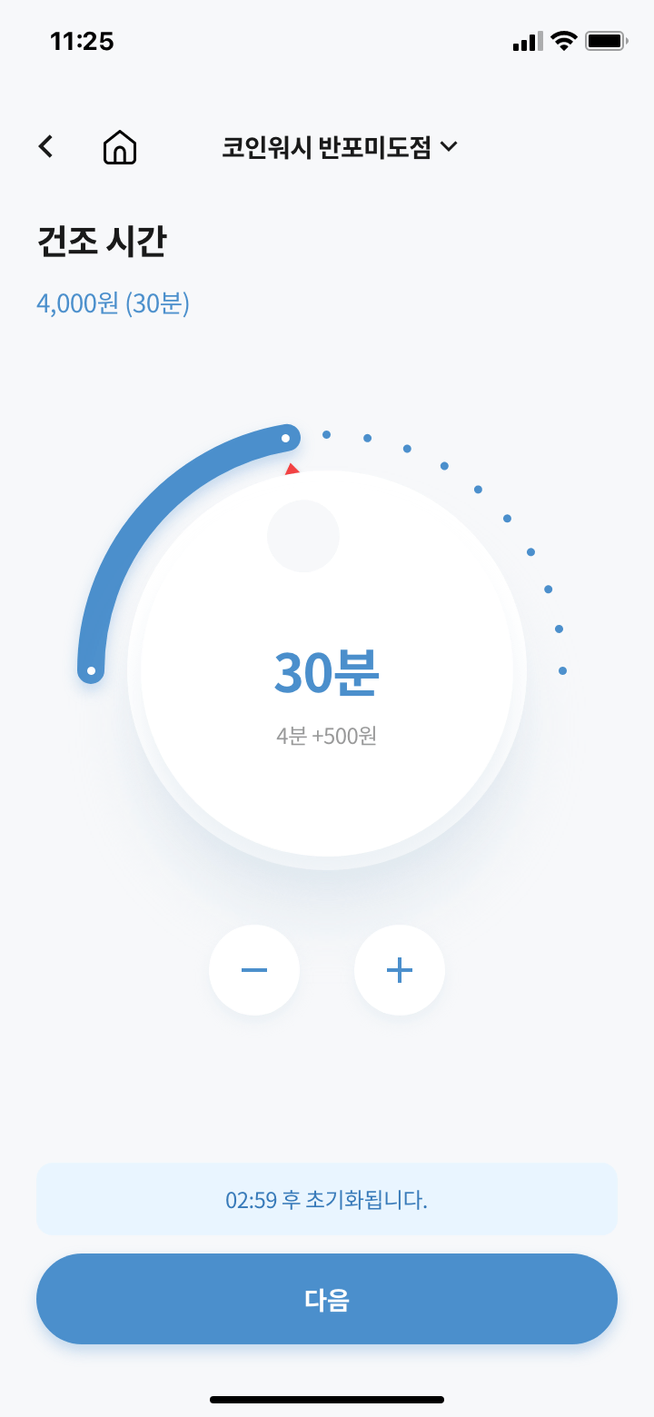 11:25
코인워시 반포미도점
건조 시간
4,000원 (30분)
30분
4분 +500원
02:59 후 초기화됩니다.
다음